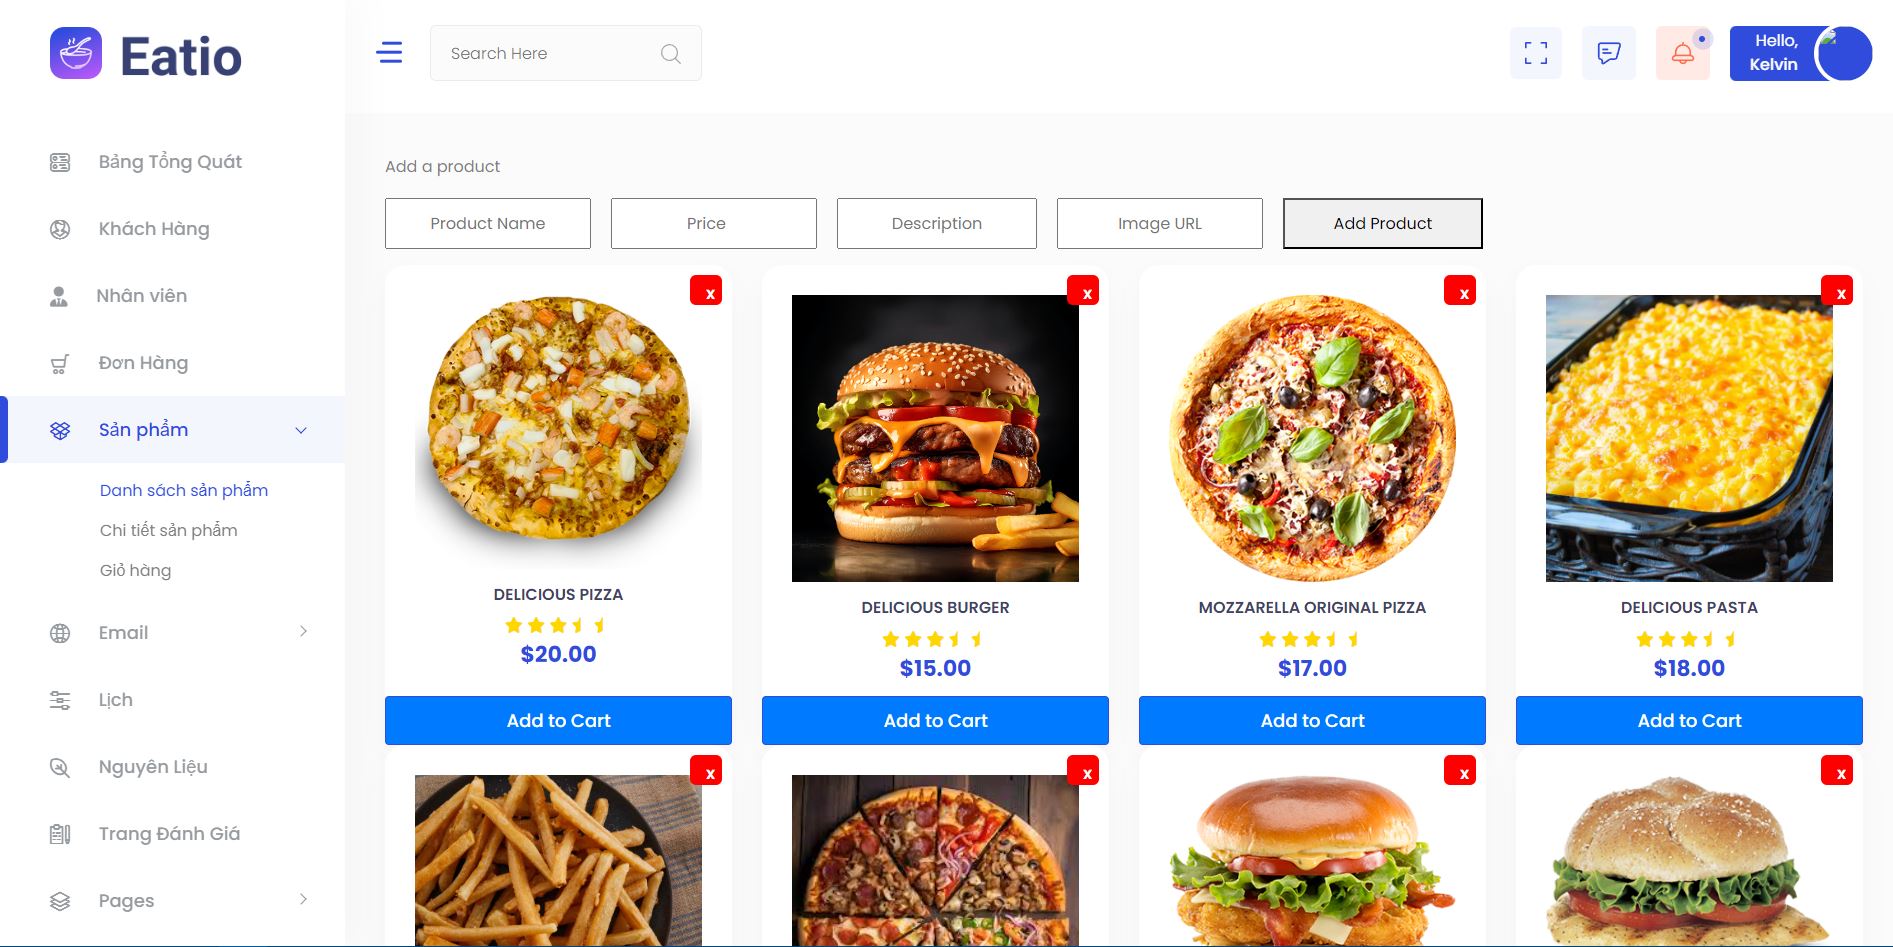 Eatio
Search Here
Hello,
Kelvin
Bảng Tổng Quát
Khách Hàng
Nhân viên
Đơn Hàng
Sản phẩm
Danh sách sản phẩm
Chi tiết sản phẩm
Giỏ hàng
Email
Lịch
Nguyên Liệu
Trang Đánh Giá
Pages
Add a product
Product Name
Price
Description
Image URL
Add Product
x
DELICIOUS PIZZA
$20.00
Add to Cart
x
DELICIOUS BURGER
$15.00
Add to Cart
x
MOZZARELLA ORIGINAL PIZZA
$17.00
Add to Cart
x
DELICIOUS PASTA
$18.00
Add to Cart
x
x
x
x